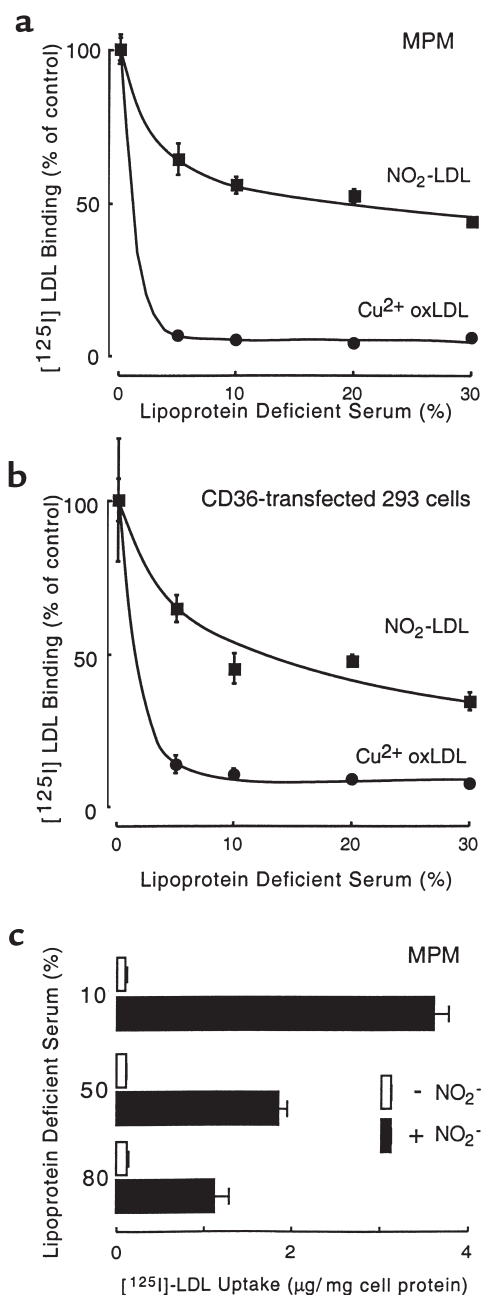 a
MPM
[¹²⁵I] LDL Binding (% of control)
100
50
0
NO₂-LDL
Cu²⁺ oxLDL
0 10 20 30
Lipoprotein Deficient Serum (%)
b
CD36-transfected 293 cells
[¹²⁵I] LDL Binding (% of control)
100
50
0
NO₂-LDL
Cu²⁺ oxLDL
0 10 20 30
Lipoprotein Deficient Serum (%)
c
MPM
Lipoprotein Deficient Serum (%)
10
50
80
- NO₂⁻
+ NO₂⁻
0 2 4
[¹²⁵I]-LDL Uptake (μg/mg cell protein)